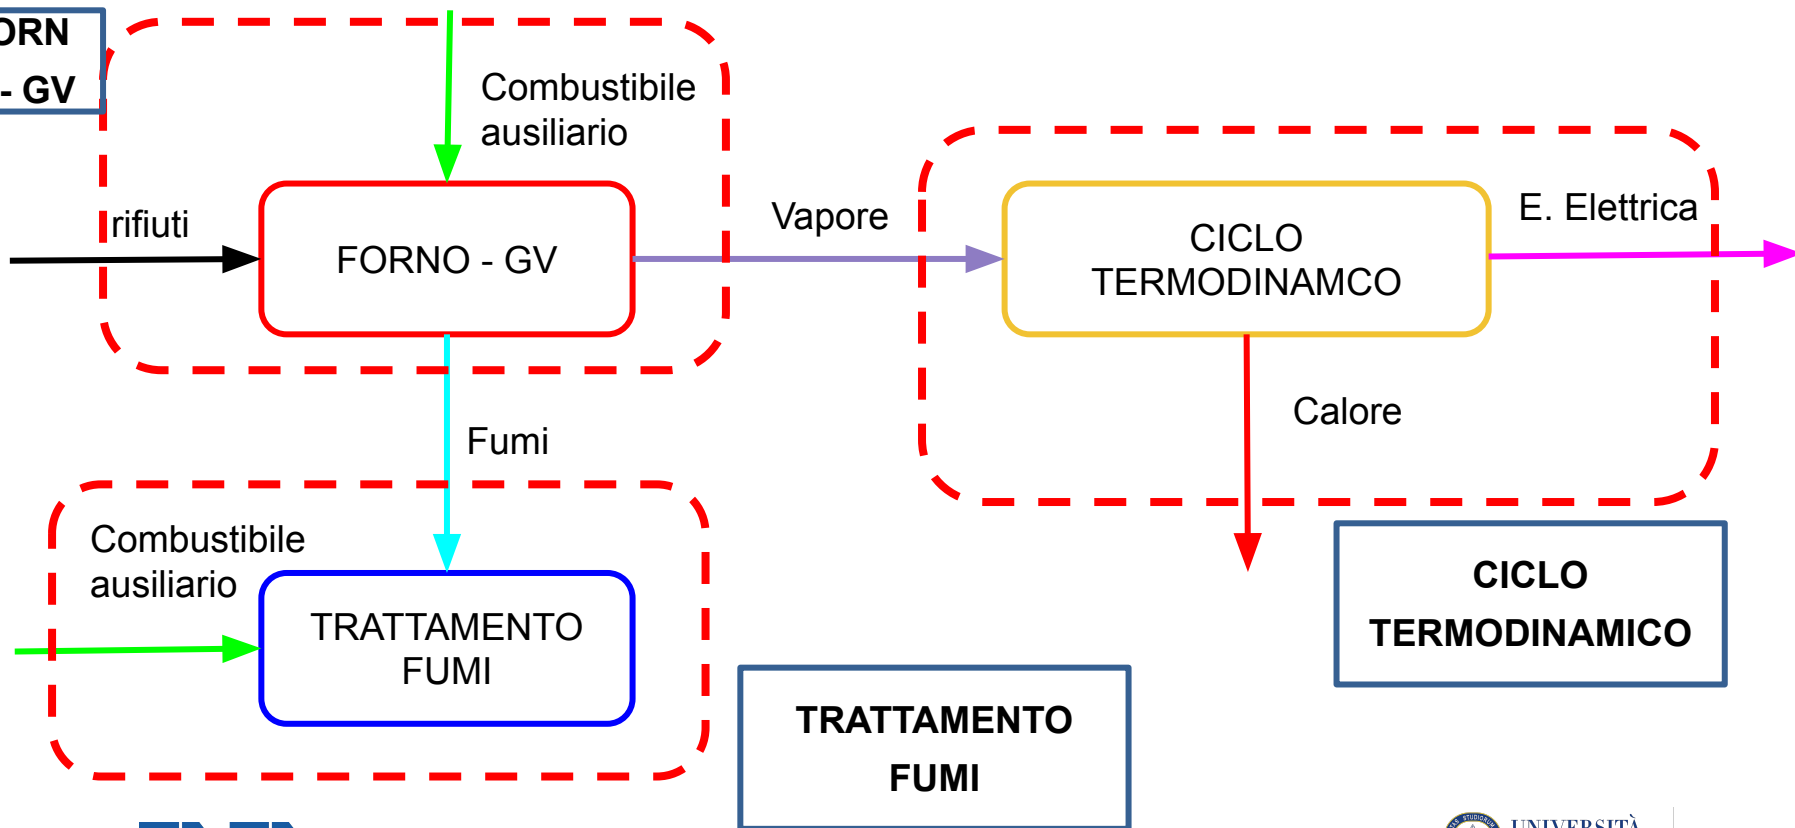 ORN
- GV
Combustibile
ausiliario
rifiuti
FORNO - GV
Vapore
CICLO
TERMODINAMCO
E. Elettrica
Calore
Fumi
Combustibile
ausiliario
TRATTAMENTO
FUMI
CICLO
TERMODINAMICO
TRATTAMENTO
FUMI
UNIVERSITÀ